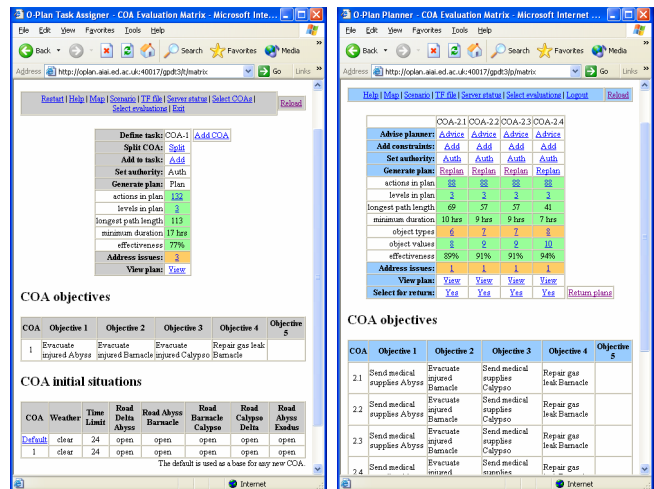 O-Plan Task Assigner - COA Evaluation Matrix - Microsoft Inte...
File Edit View Favorites Tools Help
Back Search Favorites Media
Address http://oplan.aiai.ed.ac.uk:40017/gpdt3/t/matrix Go Links
Restart | Help | Map | Scenario | TF file | Server status | Select COAs | Select evaluations | Exit
Reload
Define task: COA-1 Add COA
Split COA: Split
Add to task: Add
Set authority: Auth
Generate plan: Plan
actions in plan 132
levels in plan 3
longest path length 113
minimum duration 17 hrs
effectiveness 77%
Address issues: 3
View plan: View
COA objectives
COA Objective 1 Objective 2 Objective 3 Objective 4 Objective 5
1 Evacuate injured Abyss Evacuate injured Barnacle Evacuate injured Calypso Repair gas leak Barnacle
COA initial situations
COA Weather Time Limit Road Delta Abyss Road Abyss Barnacle Road Barnacle Calypso Road Calypso Delta Road Abyss Exodus
Default clear 24 open open open open open
1 clear 24 open open open open open
The default is used as a base for any new COA.
Internet
O-Plan Planner - COA Evaluation Matrix - Microsoft Internet ...
File Edit View Favorites Tools Help
Back Search Favorites Media
Address http://oplan.aiai.ed.ac.uk:40017/gpdt3/p/matrix Go Links
Help | Map | Scenario | TF file | Server status | Select evaluations | Logout
Reload
COA-2.1 COA-2.2 COA-2.3 COA-2.4
Advise planner: Advice Advice Advice Advice
Add constraints: Add Add Add Add
Set authority: Auth Auth Auth Auth
Generate plan: Replan Replan Replan Replan
actions in plan 88 88 88 88
levels in plan 3 3 3 3
longest path length 69 57 57 41
minimum duration 10 hrs 9 hrs 9 hrs 7 hrs
object types 6 7 7 8
object values 8 9 9 10
effectiveness 89% 91% 91% 94%
Address issues: 1 1 1 1
View plan: View View View View
Select for return: Yes Yes Yes Yes Return plans
COA objectives
COA Objective 1 Objective 2 Objective 3 Objective 4 Objective 5
2.1 Send medical supplies Abyss Evacuate injured Barnacle Send medical supplies Calypso Repair gas leak Barnacle
2.2 Send medical supplies Abyss Evacuate injured Barnacle Send medical supplies Calypso Repair gas leak Barnacle
2.3 Send medical supplies Abyss Evacuate injured Barnacle Send medical supplies Calypso Repair gas leak Barnacle
2.4 Send medical Evacuate injured Send medical Repair gas
Internet